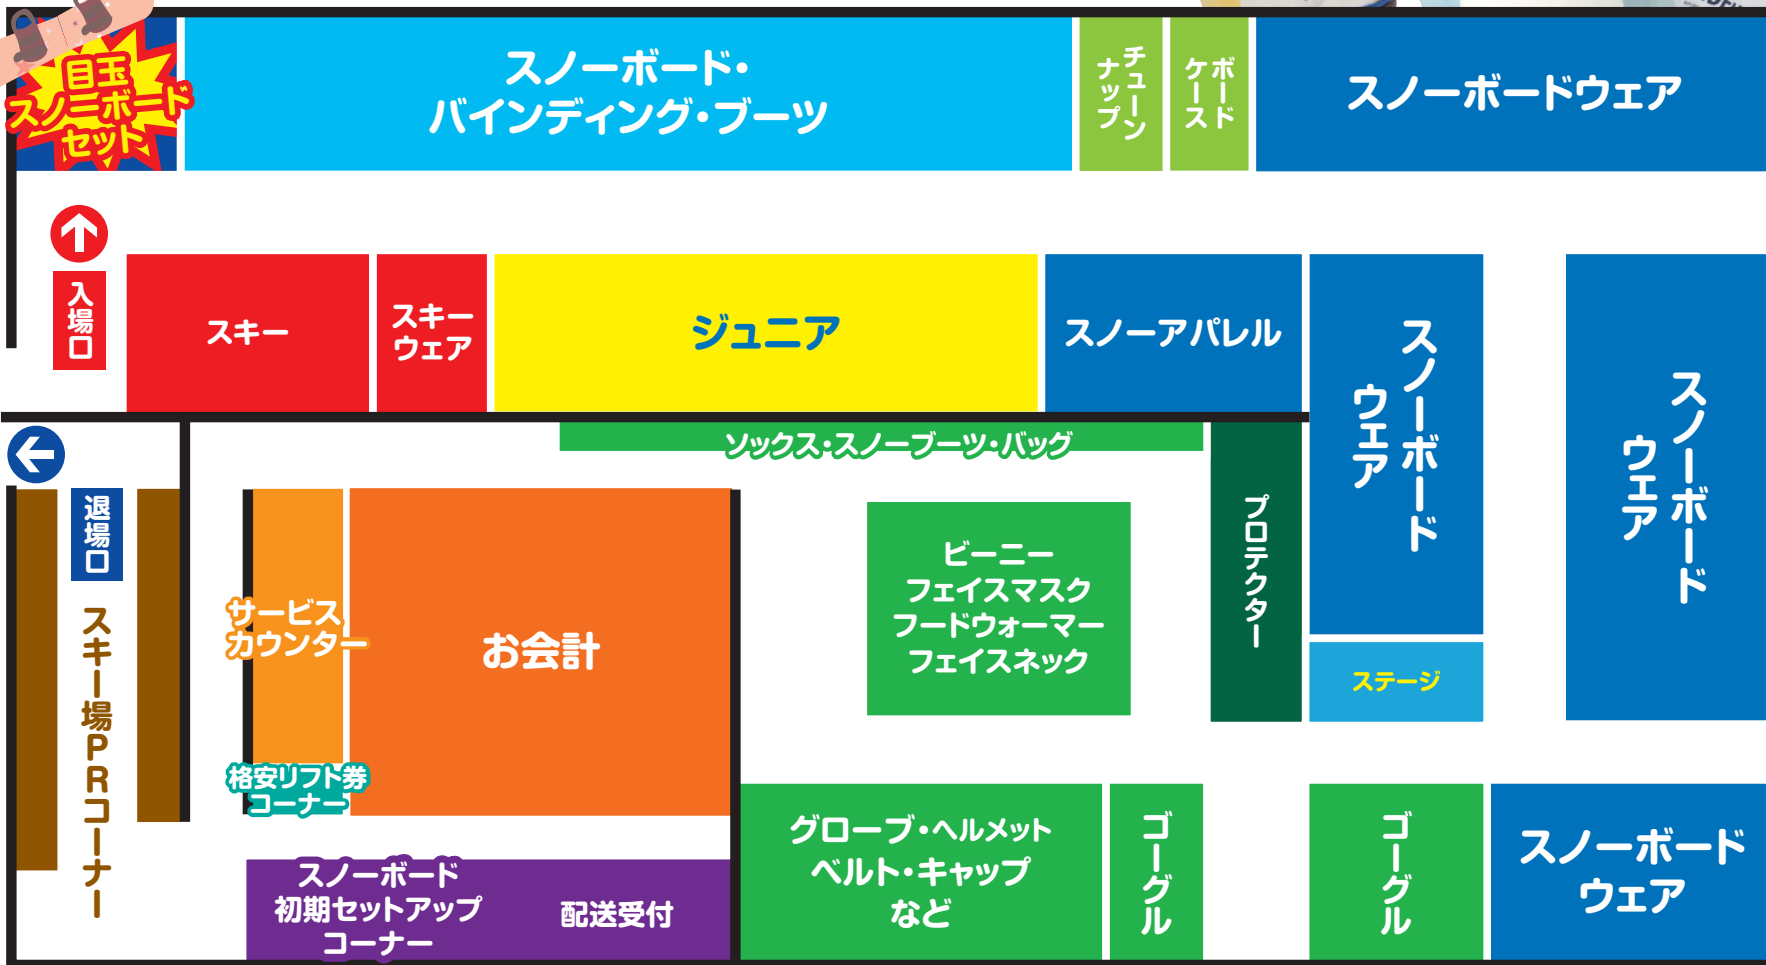 目玉
スノーボード
セット
スノーボード・
バインディング・ブーツ
チューン
ナップ
ボード
ケース
スノーボードウェア
入場口
スキー
スキー
ウェア
ジュニア
スノーアパレル
スノーボード
ウェア
スノーボード
ウェア
ソックス・スノーブーツ・バッグ
退場口
スキー場PRコーナー
サービス
カウンター
お会計
格安リフト券
コーナー
ビーニー
フェイスマスク
フードウォーマー
フェイスネック
プロテクター
ステージ
スノーボード
初期セットアップ
コーナー
配送受付
グローブ・ヘルメット
ベルト・キャップ
など
ゴーグル
ゴーグル
スノーボード
ウェア